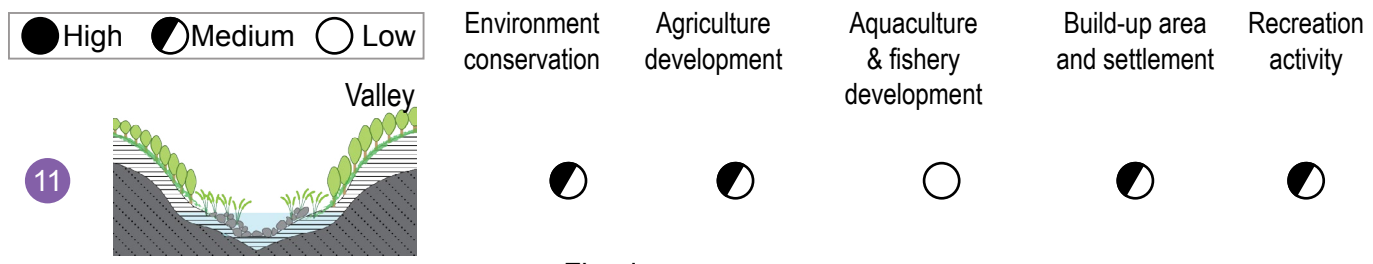 High Medium Low
Environment
conservation
Agriculture
development
Aquaculture
& fishery
development
Build-up area
and settlement
Recreation
activity
Valley
11